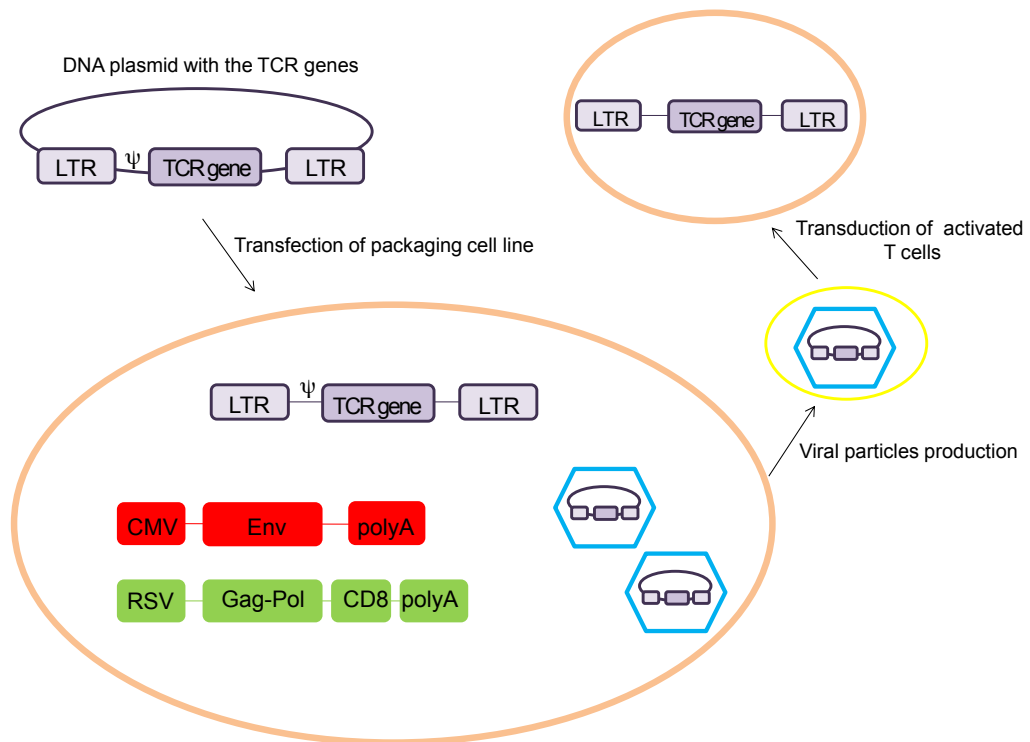 DNA plasmid with the TCR genes
LTR ψ TCR gene LTR
Transfection of packaging cell line
LTR ψ TCR gene LTR
CMV Env polyA
RSV Gag-Pol CD8 polyA
Viral particles production
Transduction of activated
T cells
LTR TCR gene LTR